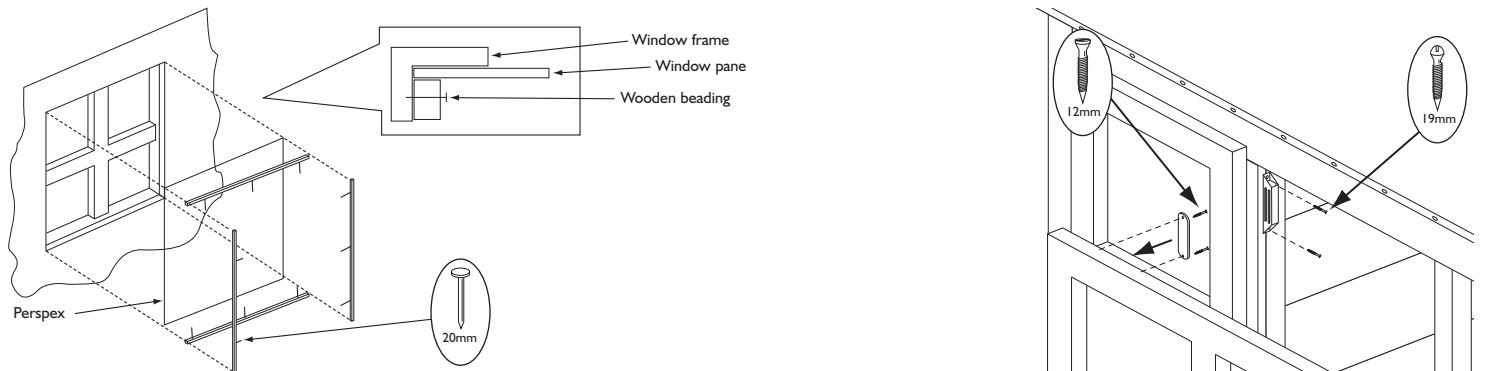 Window frame
Window pane
Wooden beading
Perspex
20mm
12mm
19mm